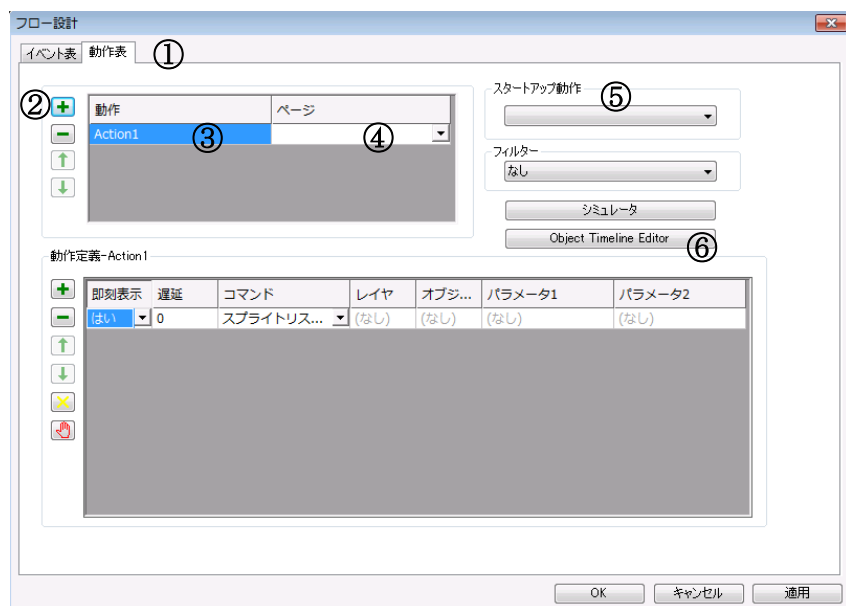 フロー設計
イベント表 動作表 ①
②
動作 ページ
Action1 ③ ④
スタートアップ動作 ⑤
フィルター
なし
シミュレータ
Object Timeline Editor ⑥
動作定義-Action1
即刻表示 遅延 コマンド レイヤ オブジ... パラメータ1 パラメータ2
はい 0 スプライトリス... (なし) (なし) (なし) (なし)
OK キャンセル 適用